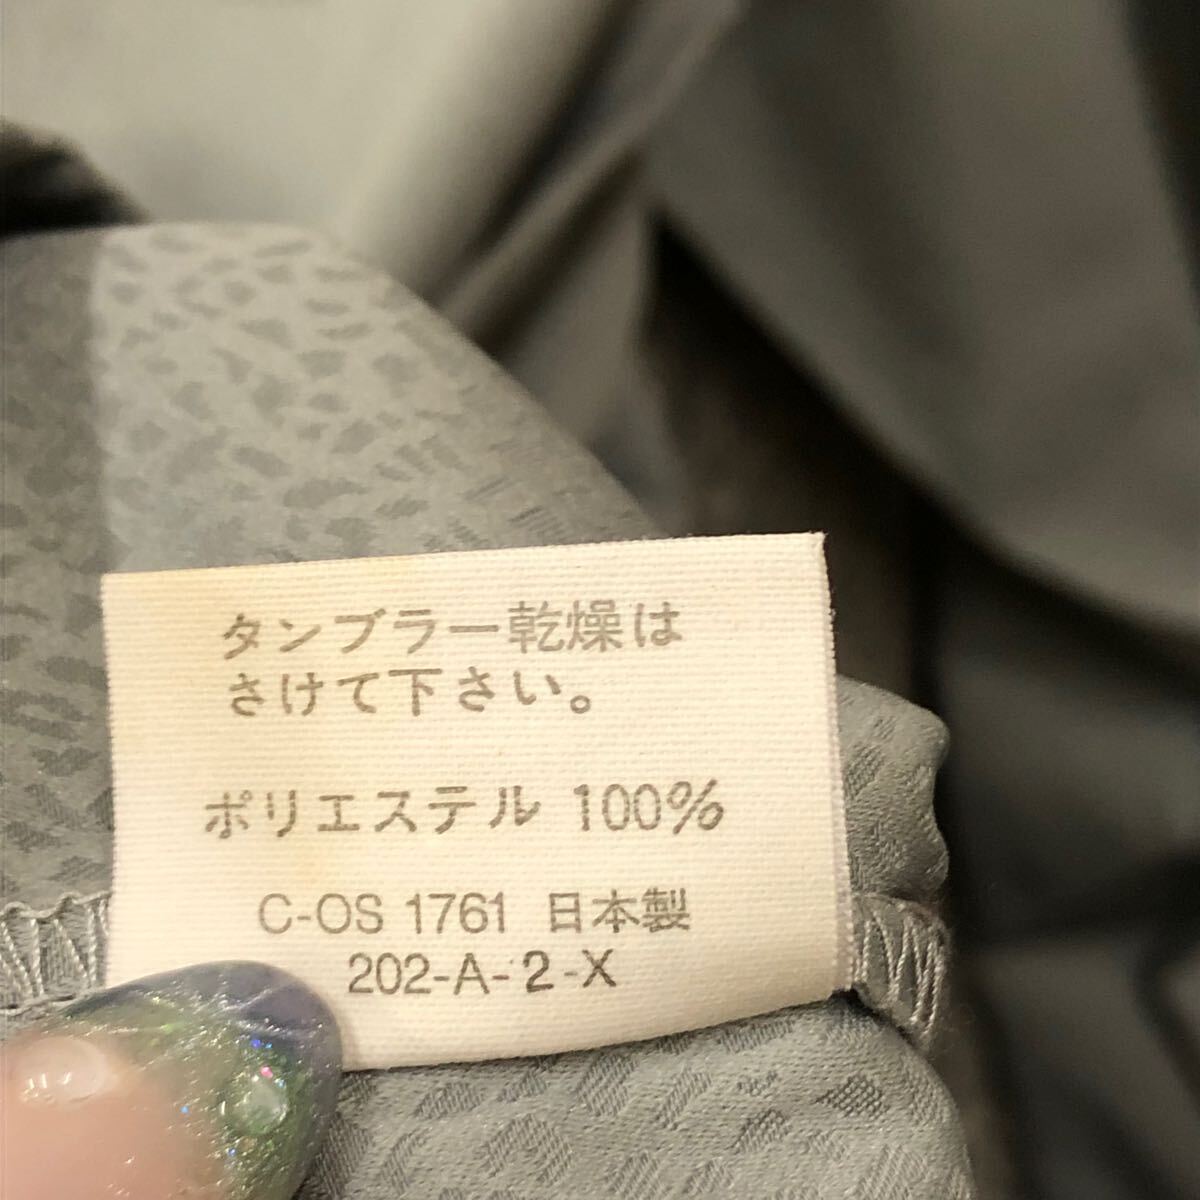 タンブラー乾燥は
さけて下さい。
ポリエステル 100%
C-OS 1761 日本製
202-A-2-X